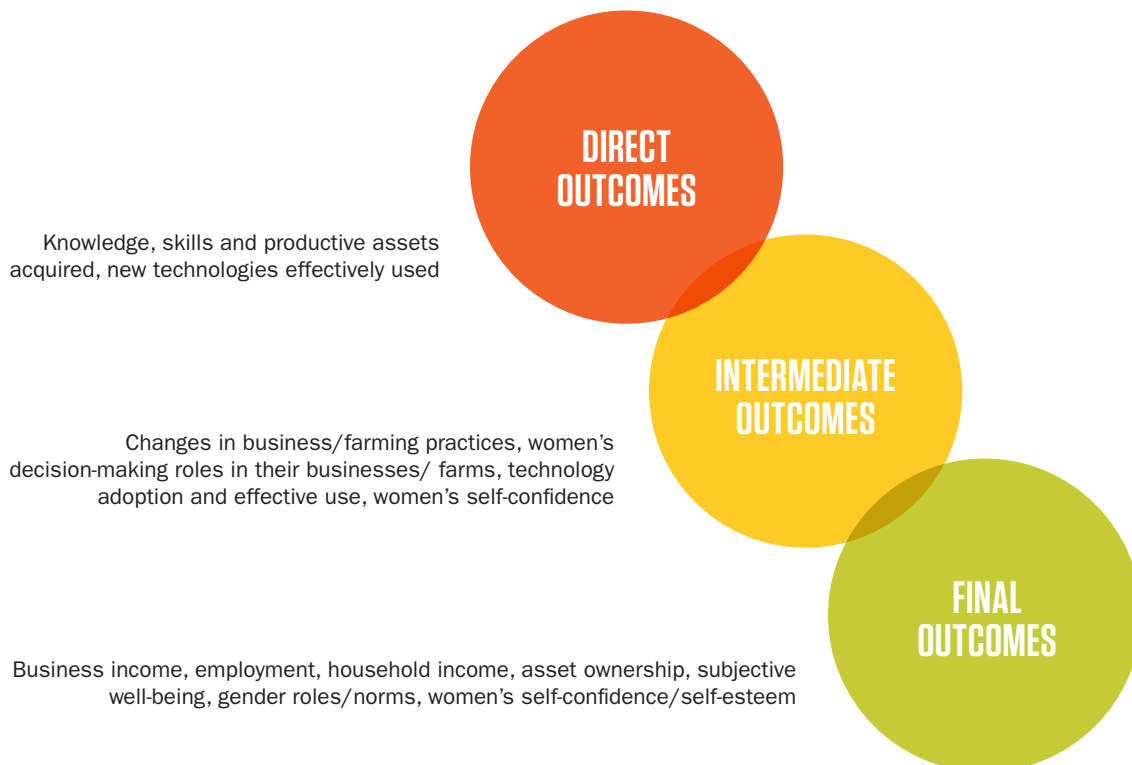 DIRECT
OUTCOMES
Knowledge, skills and productive assets
acquired, new technologies effectively used
INTERMEDIATE
OUTCOMES
Changes in business/farming practices, women’s
decision-making roles in their businesses/ farms, technology
adoption and effective use, women’s self-confidence
FINAL
OUTCOMES
Business income, employment, household income, asset ownership, subjective
well-being, gender roles/norms, women’s self-confidence/self-esteem